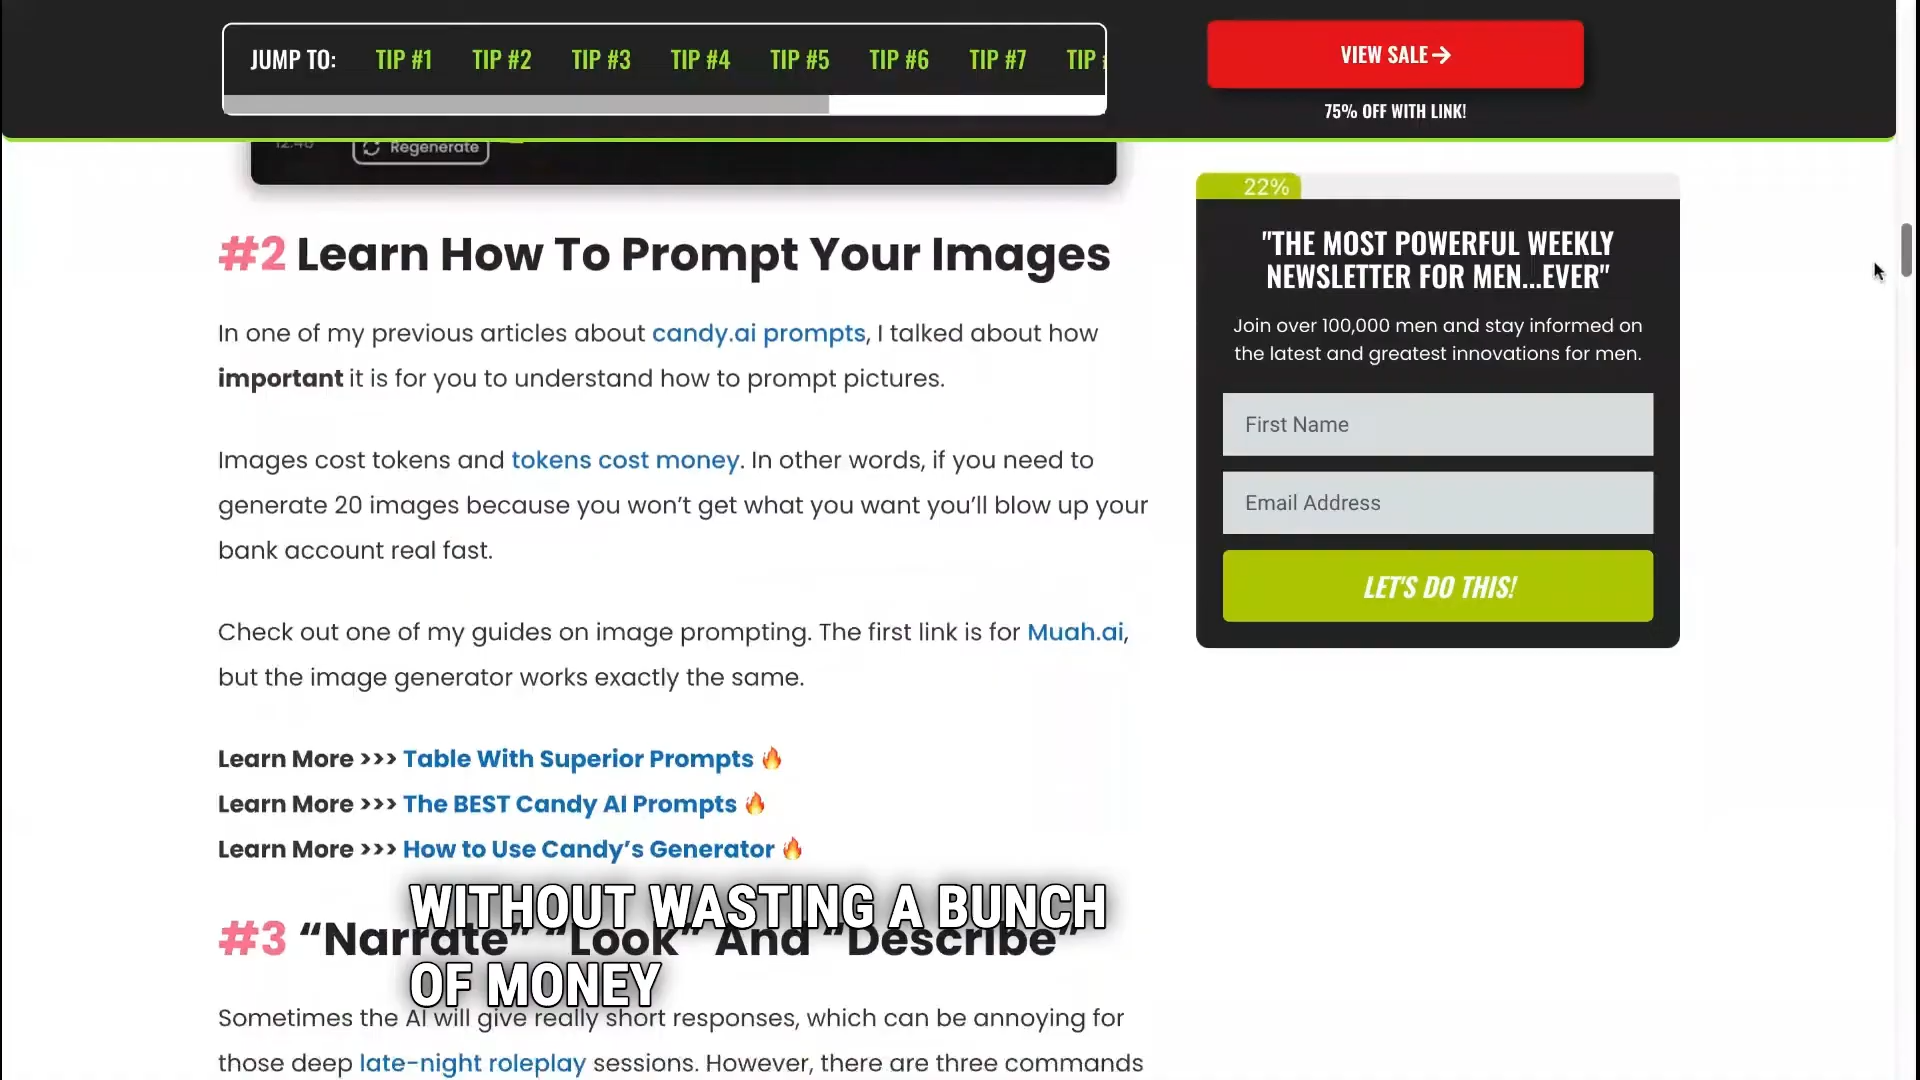 JUMP TO: TIP #1 TIP #2 TIP #3 TIP #4 TIP #5 TIP #6 TIP #7 TIP
VIEW SALE→
75% OFF WITH LINK!
Regenerate
#2 Learn How To Prompt Your Images
In one of my previous articles about candy.ai prompts, I talked about how
important it is for you to understand how to prompt pictures.
Images cost tokens and tokens cost money. In other words, if you need to
generate 20 images because you won’t get what you want you’ll blow up your
bank account real fast.
Check out one of my guides on image prompting. The first link is for Muah.ai,
but the image generator works exactly the same.
Learn More >>> Table With Superior Prompts 🔥
Learn More >>> The BEST Candy AI Prompts 🔥
Learn More >>> How to Use Candy’s Generator 🔥
WITHOUT WASTING A BUNCH
OF MONEY
#3 “Narrate” “Look” And “Describe”
Sometimes the AI will give really short responses, which can be annoying for
those deep late-night roleplay sessions. However, there are three commands
22%
"THE MOST POWERFUL WEEKLY
NEWSLETTER FOR MEN...EVER"
Join over 100,000 men and stay informed on
the latest and greatest innovations for men.
First Name
Email Address
LET'S DO THIS!